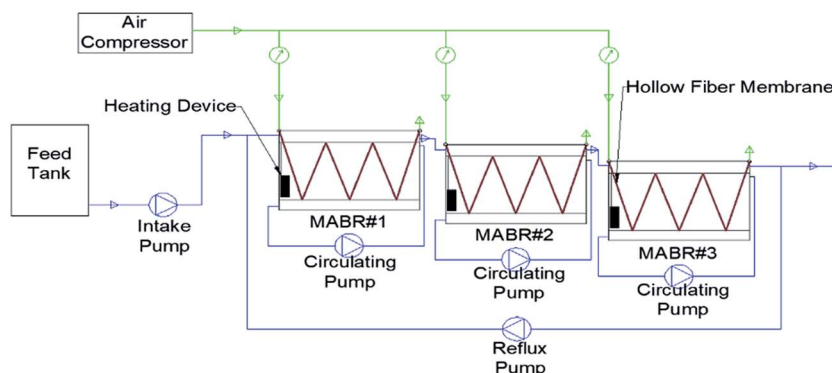 Air
Compressor
Heating Device
Hollow Fiber Membrane
Feed
Tank
Intake
Pump
MABR#1
Circulating
Pump
MABR#2
Circulating
Pump
MABR#3
Circulating
Pump
Reflux
Pump